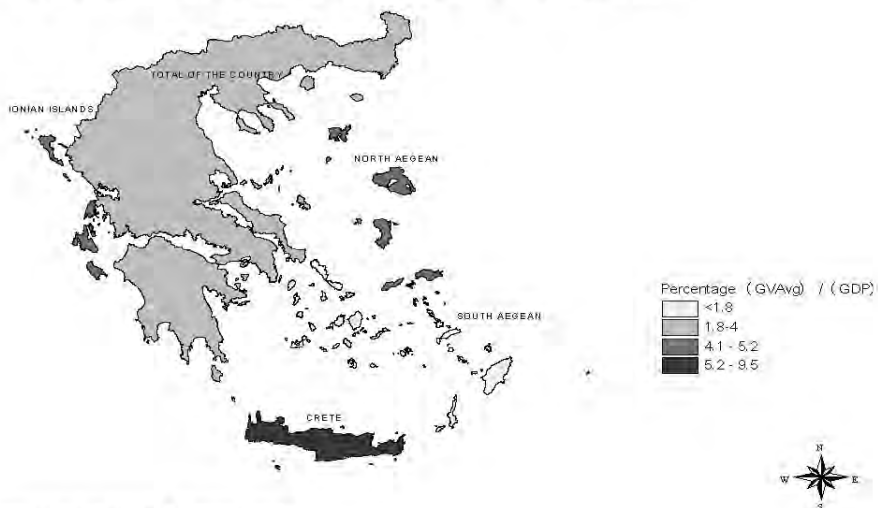 TOTAL OF THE COUNTRY
IONIAN ISLANDS
NORTH AEGEAN
Percentage (GVAvg) / (GDP)
<1.8
1.8-4
4.1 - 5.2
5.2 - 9.5
SOUTH AEGEAN
CRETE
N
W E
S